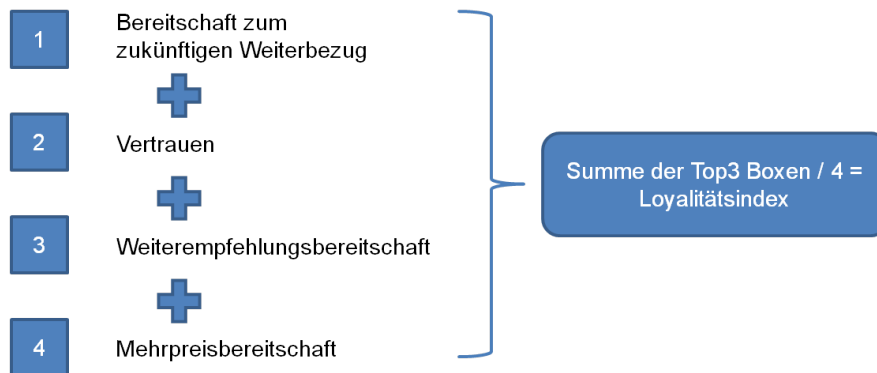 1
Bereitschaft zum
zukünftigen Weiterbezug
2
Vertrauen
3
Weiterempfehlungsbereitschaft
4
Mehrpreisbereitschaft
Summe der Top3 Boxen / 4 =
Loyalitätsindex